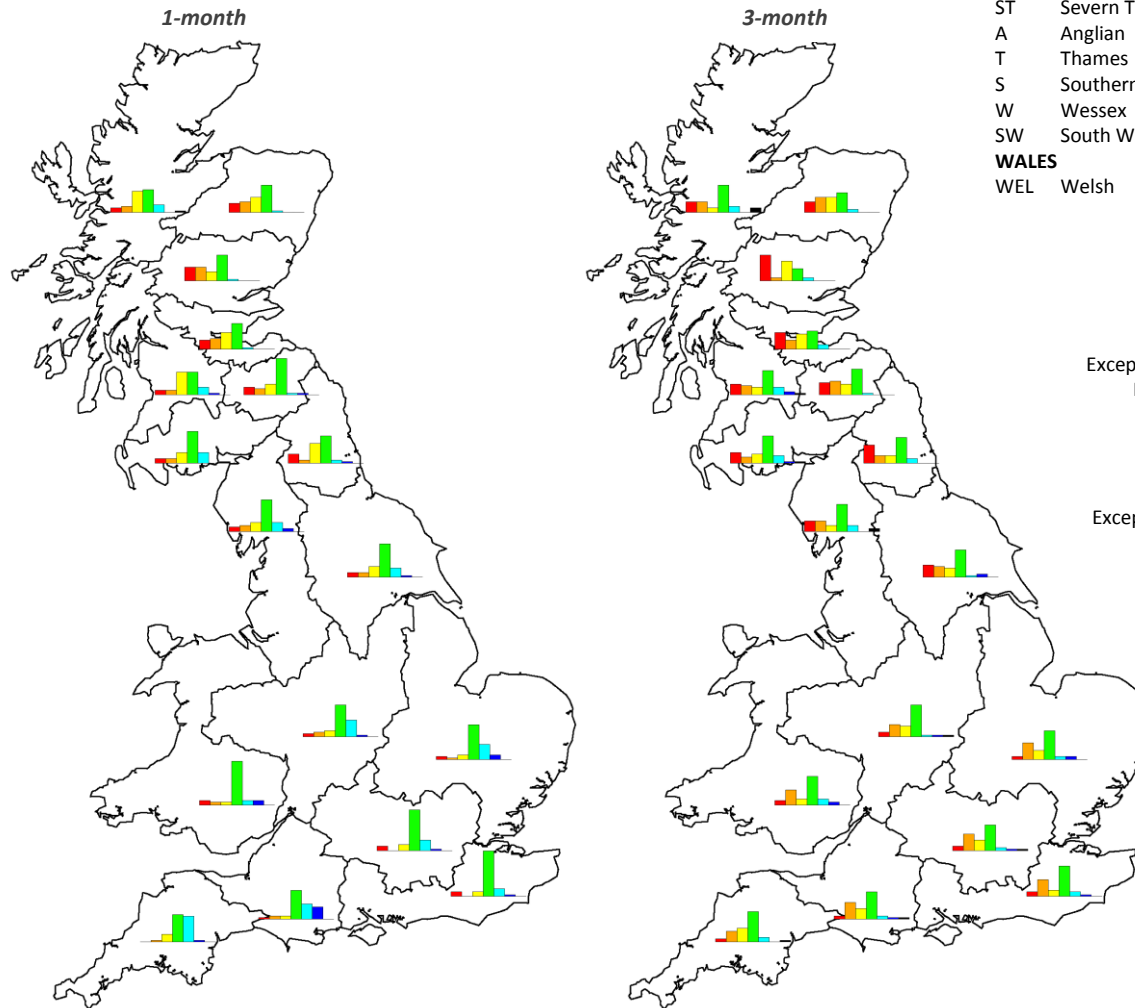 1-month
3-month
ST Severn T
A Anglian
T Thames
S Southern
W Wessex
SW South W
WALES
WEL Welsh
Excep
Excep